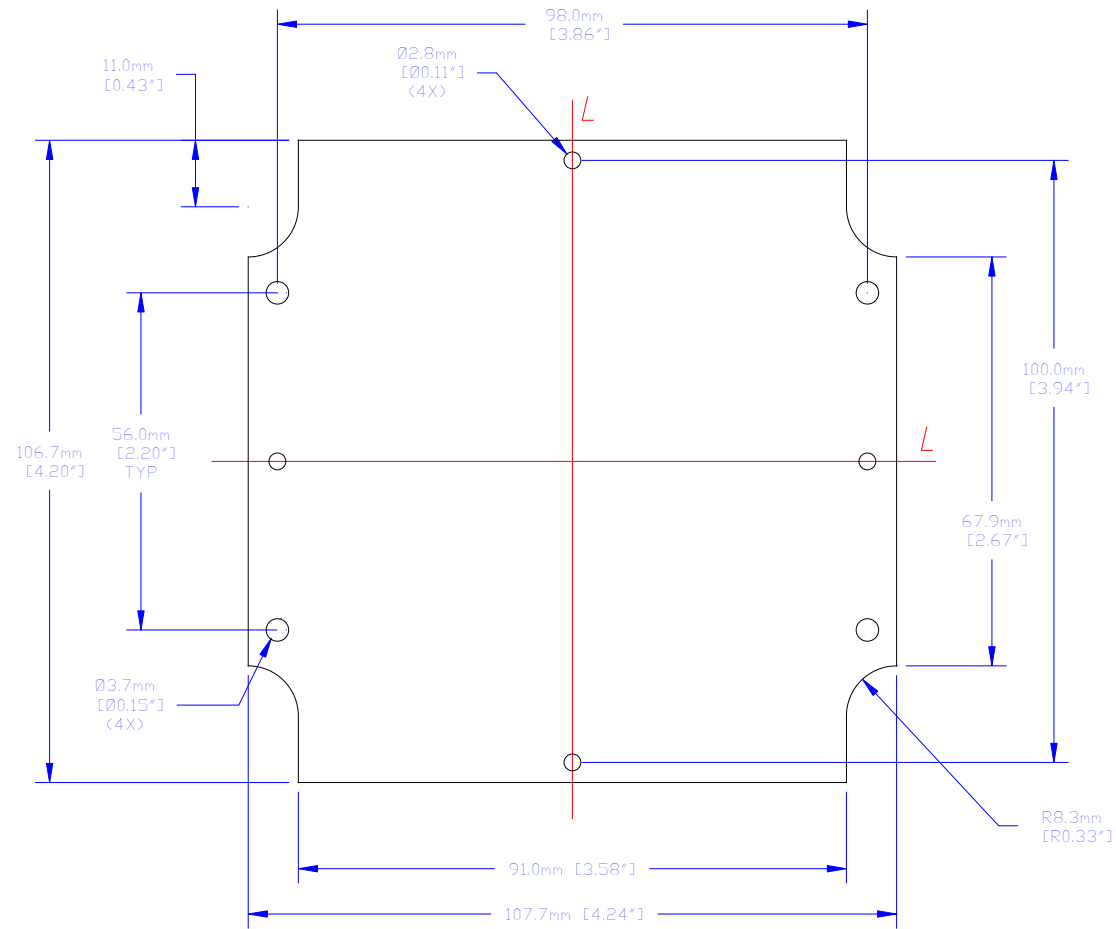 98.0mm
[3.86"]
Ø2.8mm
[Ø0.11"]
(4X)
11.0mm
[0.43"]
L
100.0mm
[3.94"]
56.0mm
[2.20"]
TYP
106.7mm
[4.20"]
L
67.9mm
[2.67"]
Ø3.7mm
[Ø0.15"]
(4X)
R8.3mm
[R0.33"]
91.0mm [3.58"]
107.7mm [4.24"]